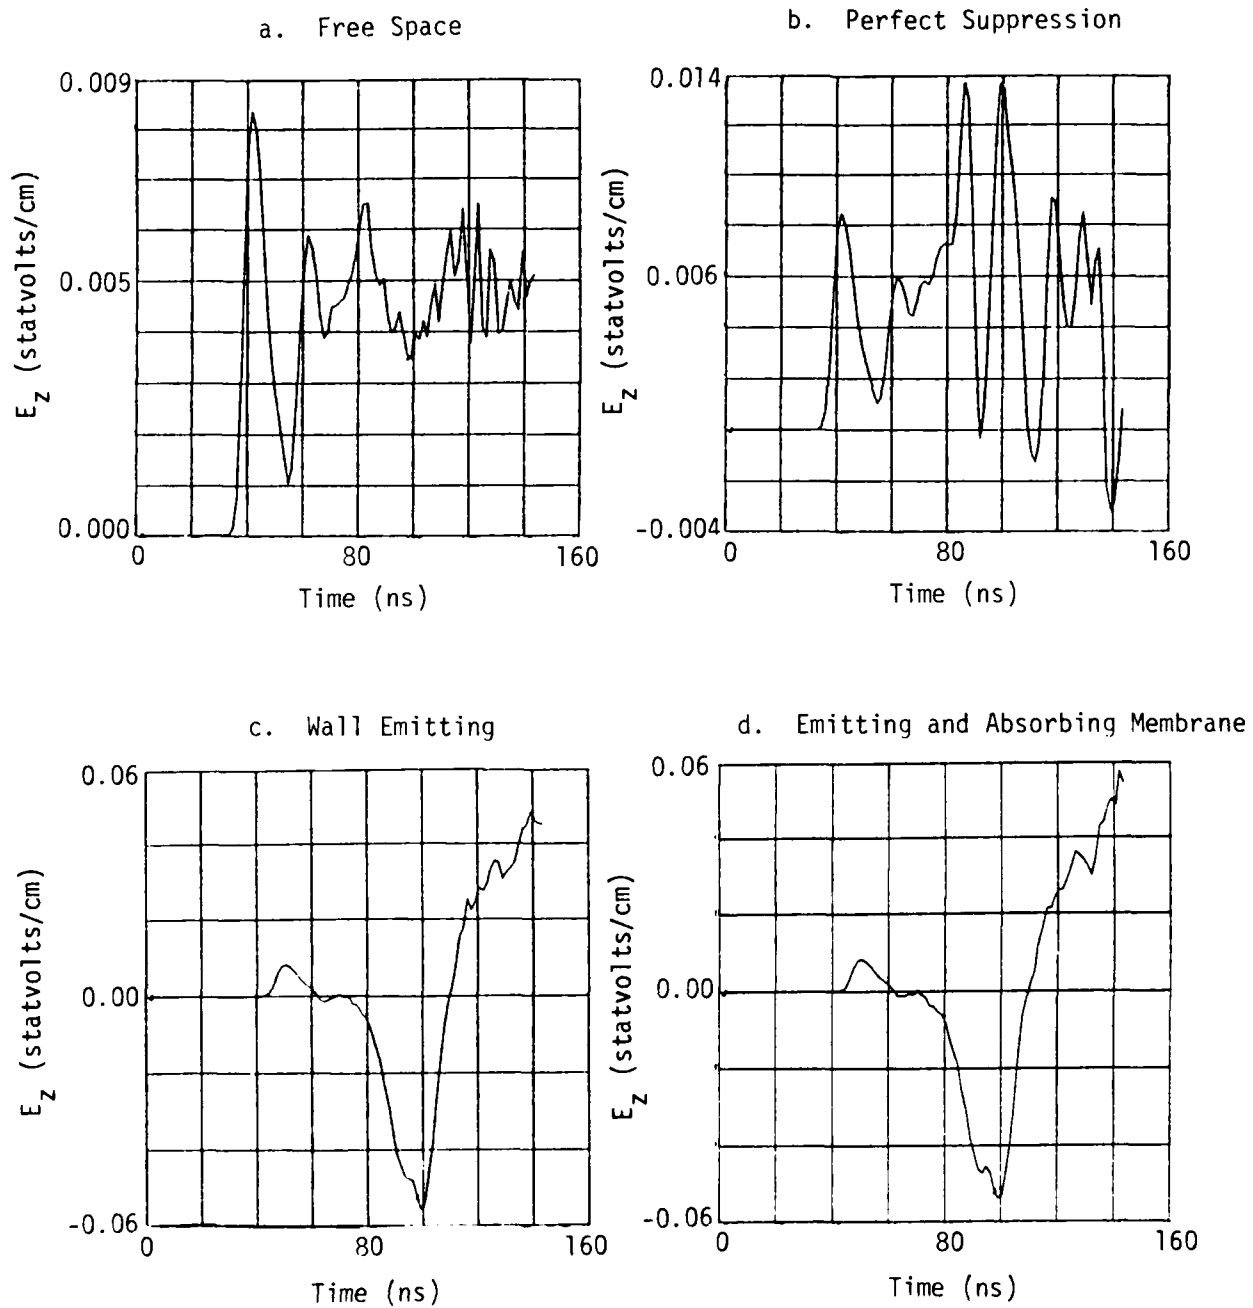 a. Free Space
0.009
0.005
0.000
0
80
160
Time (ns)
E_z (statvolts/cm)
b. Perfect Suppression
0.014
0.006
-0.004
0
80
160
Time (ns)
E_z (statvolts/cm)
c. Wall Emitting
0.06
0.00
-0.06
0
80
160
Time (ns)
E_z (statvolts/cm)
d. Emitting and Absorbing Membrane
0.06
0.00
-0.06
0
80
160
Time (ns)
E_z (statvolts/cm)